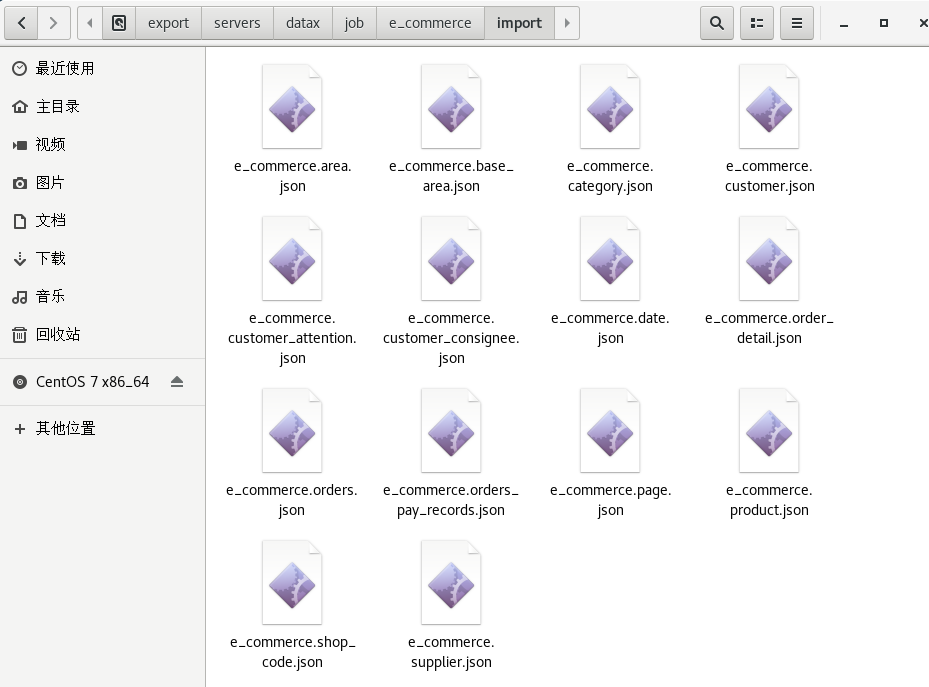 export servers datax job e_commerce import
最近使用
主目录
视频
图片
文档
下载
音乐
回收站
CentOS 7 x86_64
其他位置
e_commerce.area.
json
e_commerce.base_
area.json
e_commerce.
category.json
e_commerce.
customer.json
e_commerce.
customer_attention.
json
e_commerce.
customer_consignee.
json
e_commerce.date.
json
e_commerce.order_
detail.json
e_commerce.orders.
json
e_commerce.orders_
pay_records.json
e_commerce.page.
json
e_commerce.
product.json
e_commerce.shop_
code.json
e_commerce.
supplier.json